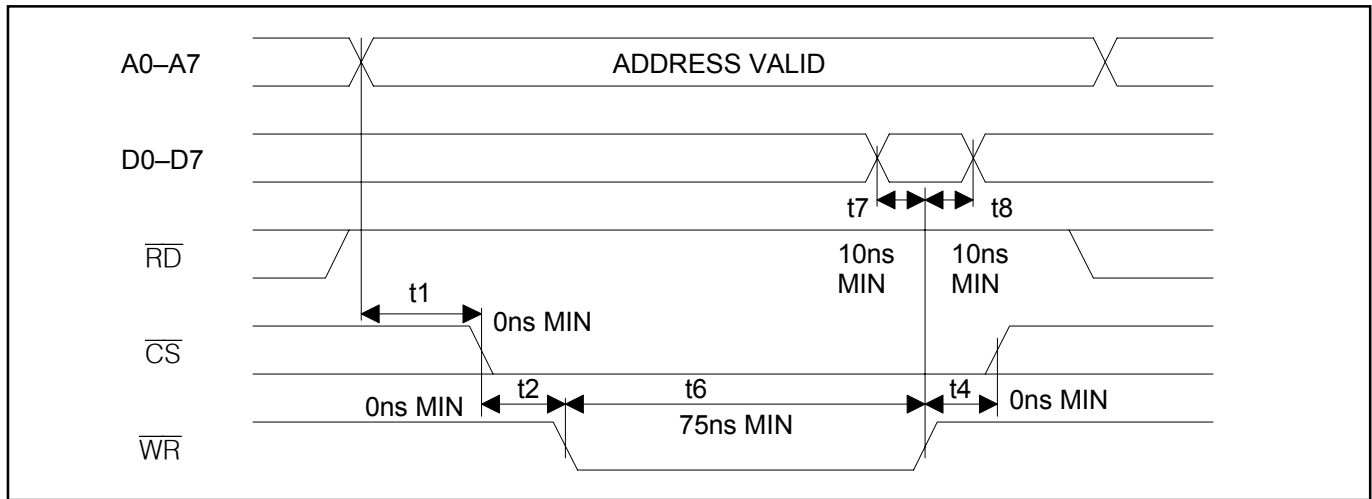 A0–A7
ADDRESS VALID
D0–D7
t7
t8
RD
10ns
MIN
10ns
MIN
t1
0ns MIN
CS
0ns MIN
t2
t6
75ns MIN
t4
0ns MIN
WR